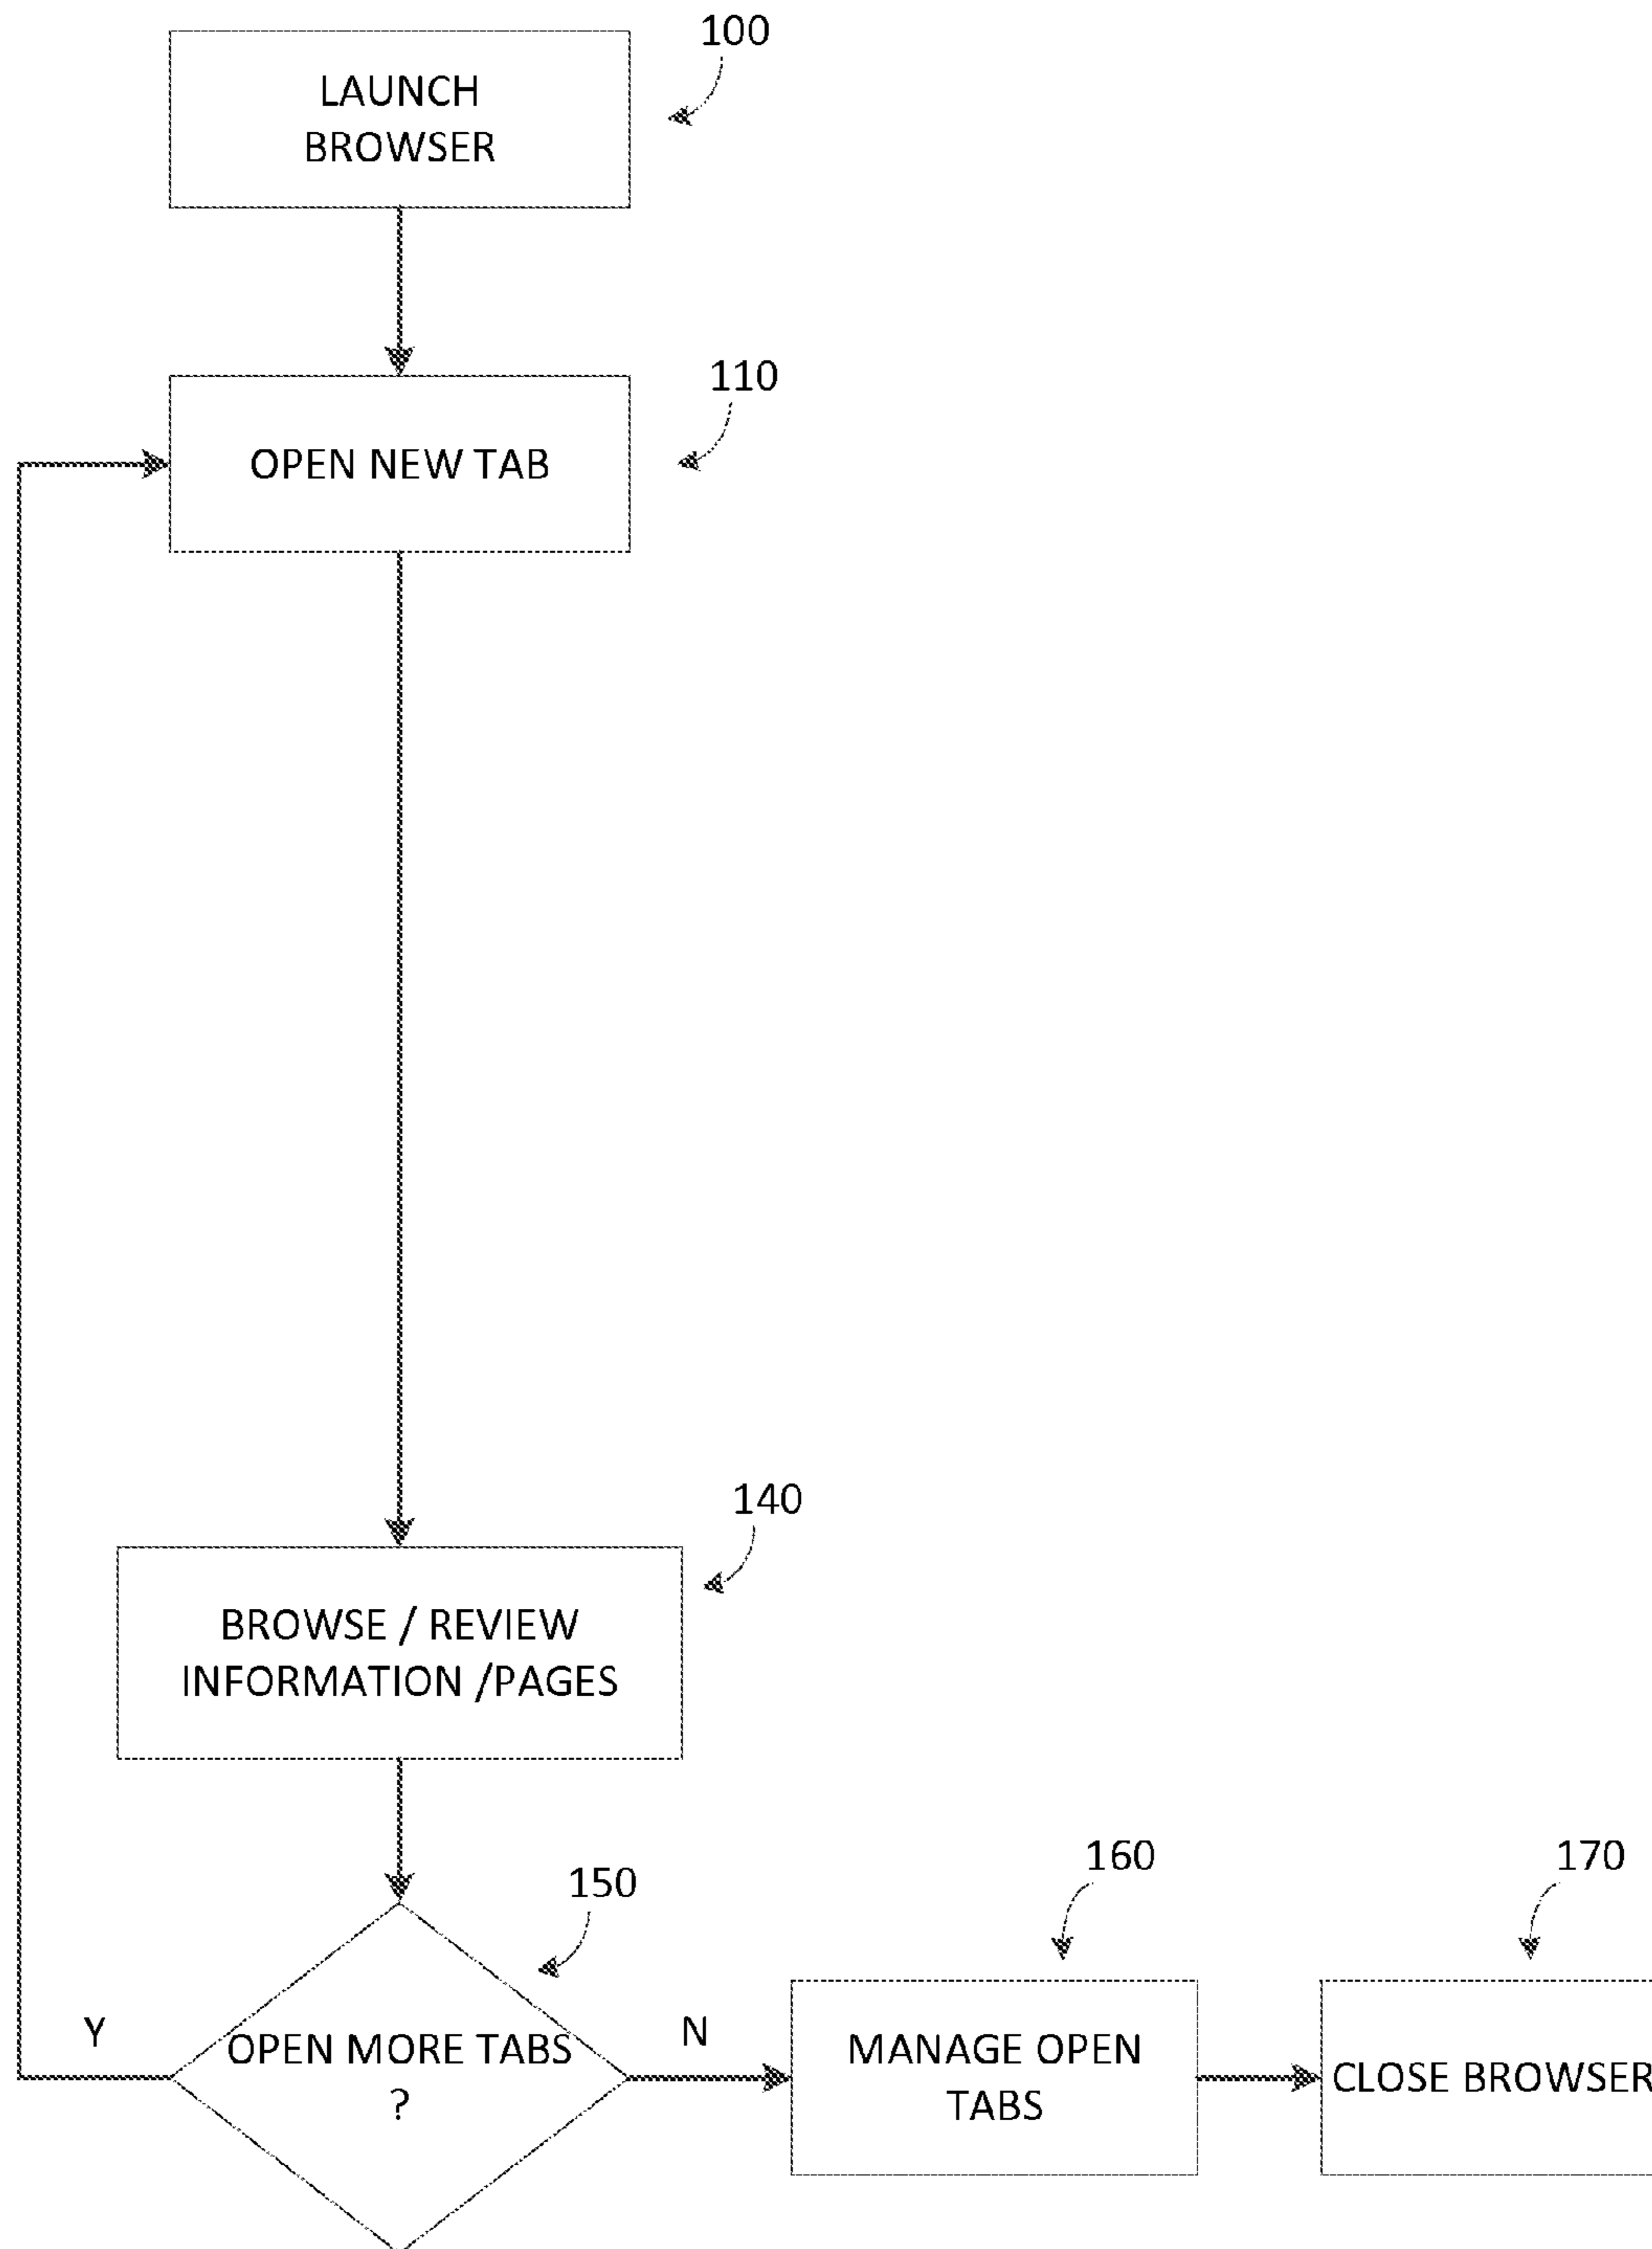 100
LAUNCH
BROWSER
110
OPEN NEW TAB
140
BROWSE / REVIEW
INFORMATION /PAGES
150
160
170
Y
OPEN MORE TABS
?
N
MANAGE OPEN
TABS
CLOSE BROWSER